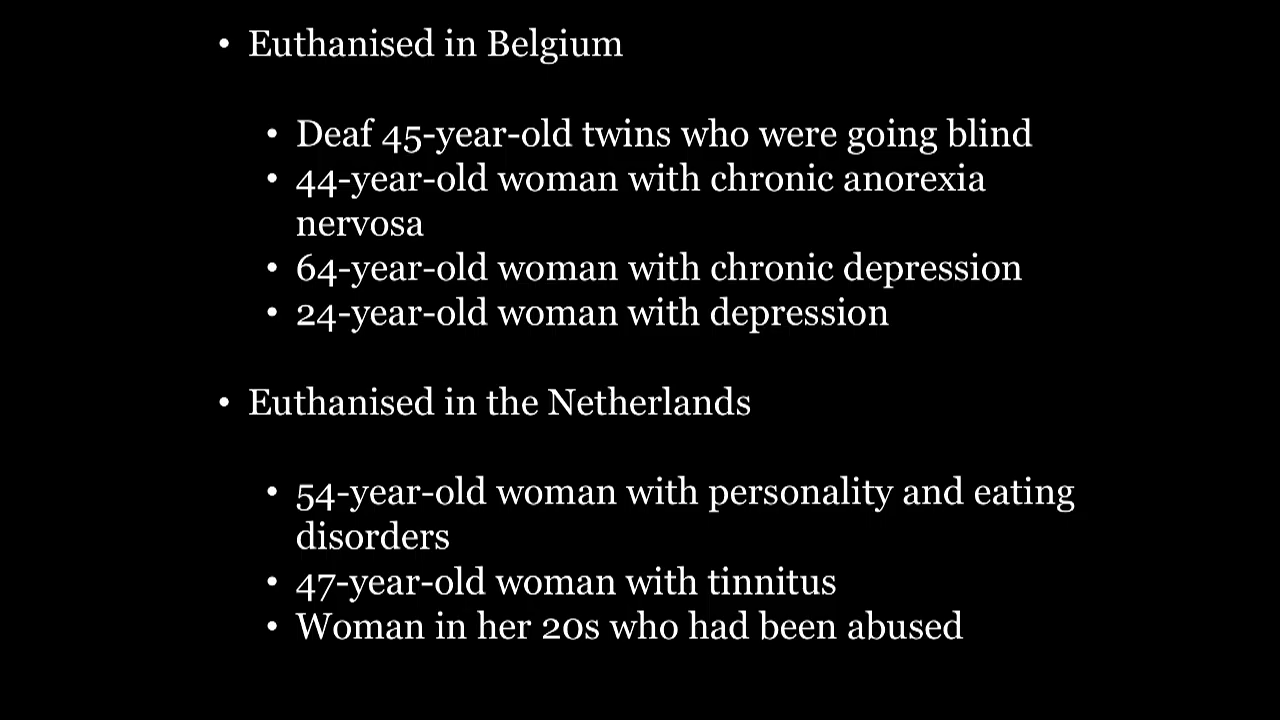 • Euthanised in Belgium
• Deaf 45-year-old twins who were going blind
• 44-year-old woman with chronic anorexia
nervosa
• 64-year-old woman with chronic depression
• 24-year-old woman with depression
• Euthanised in the Netherlands
• 54-year-old woman with personality and eating
disorders
• 47-year-old woman with tinnitus
• Woman in her 20s who had been abused